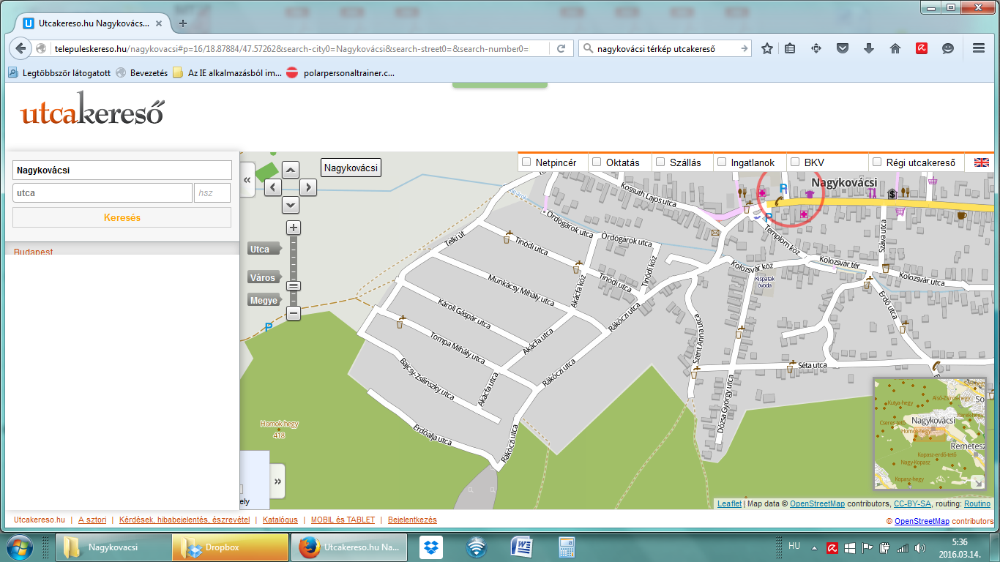 Utcakereso.hu Nagykovács...
telepuleskereso.hu/nagykovacsi#p=16/18.87884/47.57262&search-city0=Nagykovácsi&search-street0=&search-number0=
nagykovácsi térkép utcakereső
Legtöbbször látogatott
Bevezetés
Az IE alkalmazásból im...
polarpersonaltrainer.c...
utcakereső
Nagykovácsi
utca
hsz
Keresés
Budapest
Nagykovácsi
Netpincér
Oktatás
Szállás
Ingatlanok
BKV
Régi utcakereső
«
Utca
Város
Megye
P
Nagykovácsi
P
P
Kossuth Lajos utca
Ördögárok utca
Ördögárok utca
Telki út
Tinódi utca
Tinódi utca
Tinódi köz
Munkácsy Mihály utca
Akácfa köz
Károli Gáspár utca
Akácfa utca
Rákóczi utca
Tompa Mihály utca
Rákóczi utca
Bajcsy-Zsilinszky utca
Akácfa utca
Erdőalja utca
Rákóczi utca
Templom köz
Kolozsvár köz
Kolozsvár tér
Kolozsvár utca
Száva utca
Kispatak
óvoda
Erdő utca
Szent Anna utca
Séta utca
Dózsa György utca
Homok-hegy
418
Kutya-hegy
Alsó-Zsíros-hegy
So
Cseres-tető
Nagykovácsi
Kerek-hegy
Homok-hegy
Remetesz
Kopasz-erdő-tető
Nagy-Kopasz
Kopasz-hegy
»
ely
Leaflet | Map data © OpenStreetMap contributors, CC-BY-SA, routing: Routino
Utcakereso.hu | A sztori | Kérdések, hibabejelentés, észrevétel | Katalógus | MOBIL és TABLET | Bejelentkezés
© OpenStreetMap contributors
Nagykovacsi
Dropbox
Utcakereso.hu Na...
HU
5:36
2016.03.14.